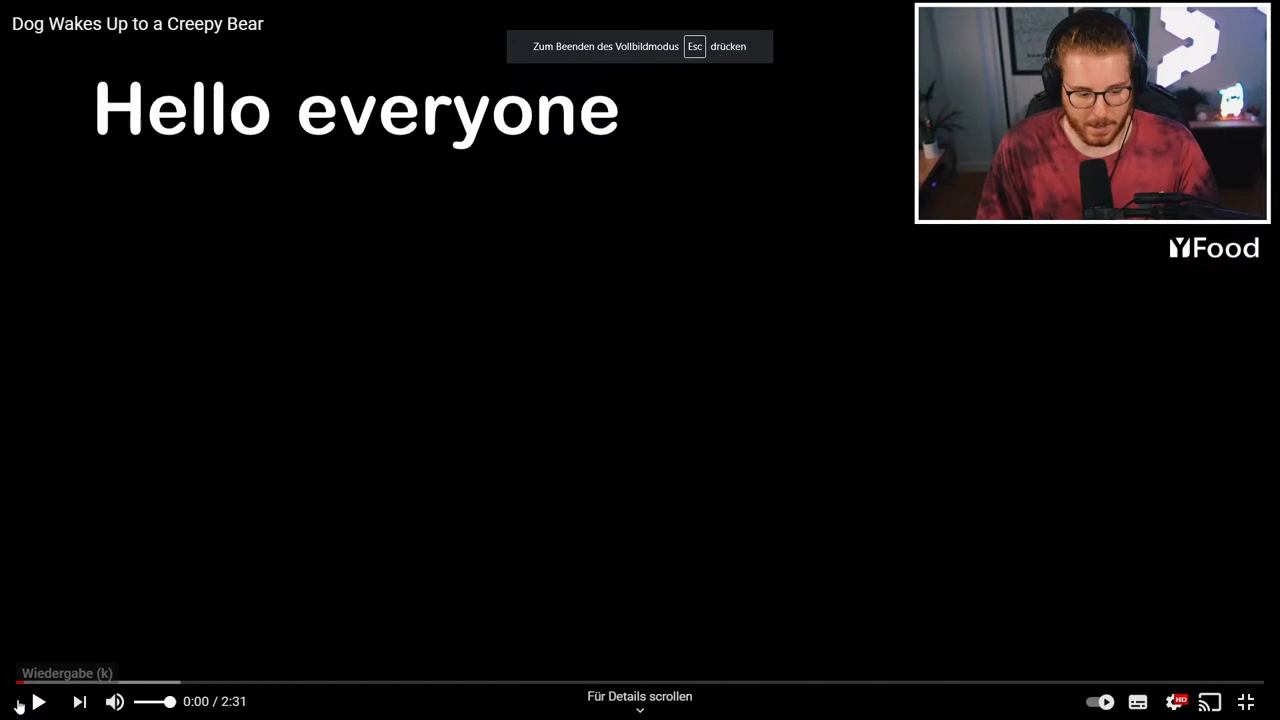 Dog Wakes Up to a Creepy Bear
Zum Beenden des Vollbildmodus Esc drücken
Hello everyone
YFood
Wiedergabe (k)
0:00 / 2:31
Für Details scrollen
HD